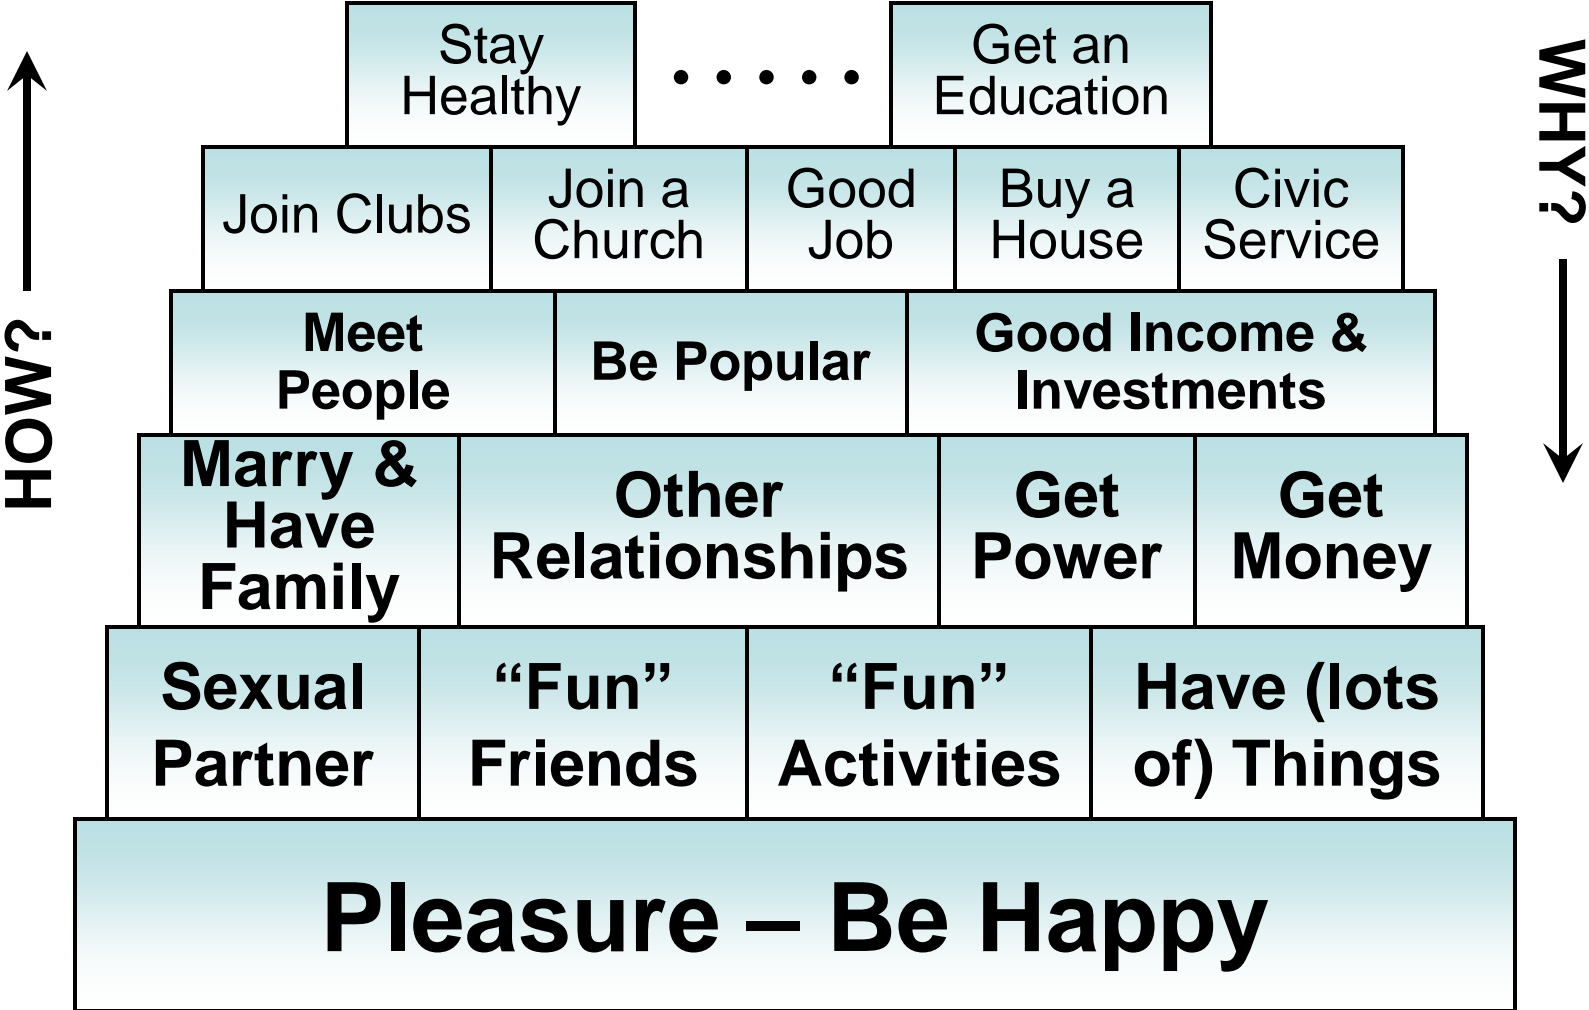 Stay
Healthy
. . . . .
Get an
Education
Join Clubs
Join a
Church
Good
Job
Buy a
House
Civic
Service
Meet
People
Be Popular
Good Income &
Investments
Marry &
Have
Family
Other
Relationships
Get
Power
Get
Money
Sexual
Partner
“Fun”
Friends
“Fun”
Activities
Have (lots
of) Things
Pleasure – Be Happy
HOW?
WHY?